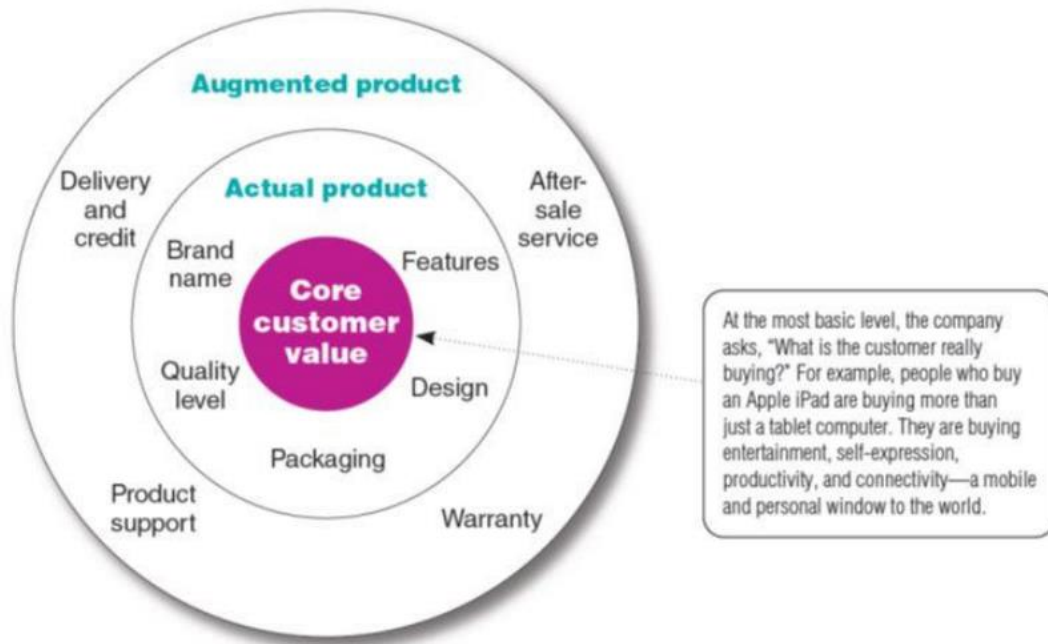 Augmented product
Delivery
and
credit
After-
sale
service
Actual product
Brand
name
Features
Core
customer
value
Quality
level
Design
Packaging
Product
support
Warranty
At the most basic level, the company
asks, "What is the customer really
buying?" For example, people who buy
an Apple iPad are buying more than
just a tablet computer. They are buying
entertainment, self-expression,
productivity, and connectivity—a mobile
and personal window to the world.